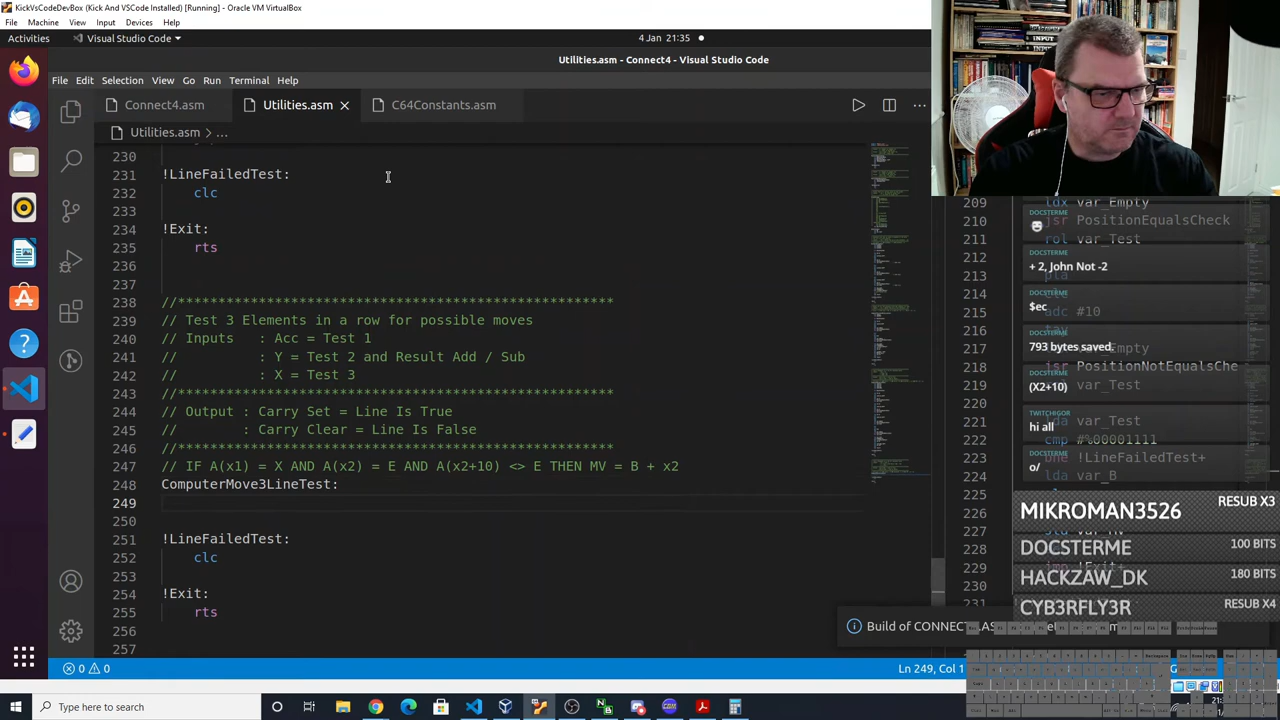 KickVsCodeDevBox (Kick And VSCode Installed) [Running] - Oracle VM VirtualBox
File Machine View Input Devices Help
Activities
Visual Studio Code
4 Jan 21:35
Utilities.asm - Connect4 - Visual Studio Code
File Edit Selection View Go Run Terminal Help
Connect4.asm
Utilities.asm
C64Constants.asm
Utilities.asm > ...
230
231 !LineFailedTest:
232 clc
233
234 !Exit:
235 rts
236
237
238 //**************************************************
239 // Test 3 Elements in a row for possible moves
240 // Inputs : Acc = Test 1
241 // : Y = Test 2 and Result Add / Sub
242 // : X = Test 3
243 //**************************************************
244 // Output : Carry Set = Line Is True
245 // : Carry Clear = Line Is False
246 //**************************************************
247 // IF A(x1) = X AND A(x2) = E AND A(x2+10) <> E THEN MV = B + x2
248 ComputerMove3LineTest:
249
250
251 !LineFailedTest:
252 clc
253
254 !Exit:
255 rts
256
257
209 ldx var_Empty
210 jsr PositionEqualsCheck
211 rol var_Test
212
213 pla
214
215 adc #10
216 tay
217
218 jsr PositionNotEqualsChe
219
220
221 lda var_Test
222 cmp #%00001111
223 bne !LineFailedTest+
224 lda var_B
225
226
227
228 jmp !Exit+
229
230
231
DOCSTERME
DOCSTERME
+ 2, John Not -2
DOCSTERME
$ec
DOCSTERME
793 bytes saved.
DOCSTERME
(X2+10)
TWITCHIGOR
hi all
DOCSTERME
o/
MIKROMAN3526 RESUB X3
DOCSTERME 100 BITS
HACKZAW_DK 180 BITS
CYB3RFLY3R RESUB X4
Build of CONNECT
0 0
Ln 249, Col 1
Type here to search